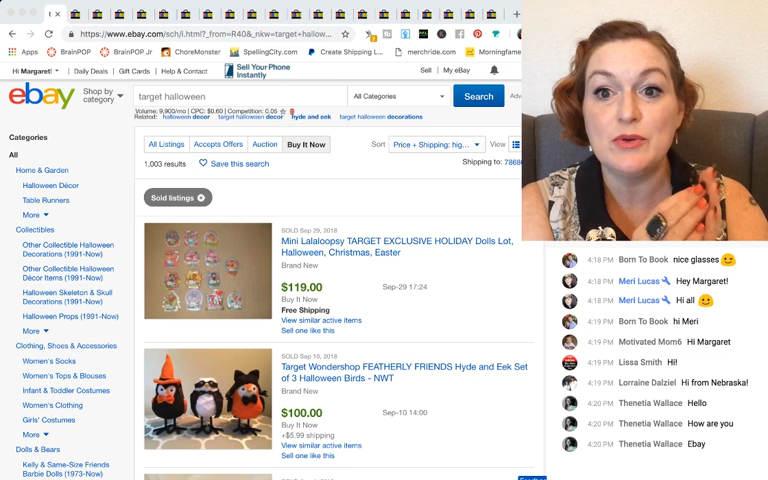 https://www.ebay.com/sch/i.html?_from=R40&_nkw=target+hallow...
Apps
BrainPOP
BrainPOP Jr
ChoreMonster
SpellingCity.com
Create Shipping L...
merchride.com
Morningfame
Hi Margaret!
Daily Deals
Gift Cards
Help & Contact
Sell Your Phone
Instantly
Sell
My eBay
ebay
Shop by
category
target halloween
All Categories
Search
Volume: 9,900/mo | CPC: $0.60 | Competition: 0.05
Related:
halloween decor
target halloween decor
hyde and eek
target halloween decorations
Categories
All
Home & Garden
Halloween Décor
Table Runners
More
Collectibles
Other Collectible Halloween
Decorations (1991-Now)
Other Collectible Halloween
Décor Items (1991-Now)
Halloween Skeleton & Skull
Decorations (1991-Now)
Halloween Props (1991-Now)
More
Clothing, Shoes & Accessories
Women's Socks
Women's Tops & Blouses
Infant & Toddler Costumes
Women's Clothing
Girls' Costumes
More
Dolls & Bears
Kelly & Same-Size Friends
Barbie Dolls (1973-Now)
All Listings
Accepts Offers
Auction
Buy It Now
Sort
Price + Shipping: hig...
View
1,003 results
Save this search
Shipping to: 7868
Sold listings
SOLD Sep 29, 2018
Mini Lalaloopsy TARGET EXCLUSIVE HOLIDAY Dolls Lot,
Halloween, Christmas, Easter
Brand New
$119.00
Sep-29 17:24
Buy It Now
Free Shipping
View similar active items
Sell one like this
SOLD Sep 10, 2018
Target Wondershop FEATHERLY FRIENDS Hyde and Eek Set
of 3 Halloween Birds - NWT
Brand New
$100.00
Sep-10 14:00
Buy It Now
+$5.99 shipping
View similar active items
Sell one like this
4:18 PM Born To Book nice glasses
4:18 PM Meri Lucas Hey Margaret!
4:18 PM Meri Lucas Hi all
4:19 PM Born To Book hi Meri
4:19 PM Motivated Mom6 Hi Margaret
4:19 PM Lissa Smith Hi!
4:19 PM Lorraine Dalziel Hi from Nebraska!
4:20 PM Thenetia Wallace Hello
4:20 PM Thenetia Wallace How are you
4:20 PM Thenetia Wallace Ebay